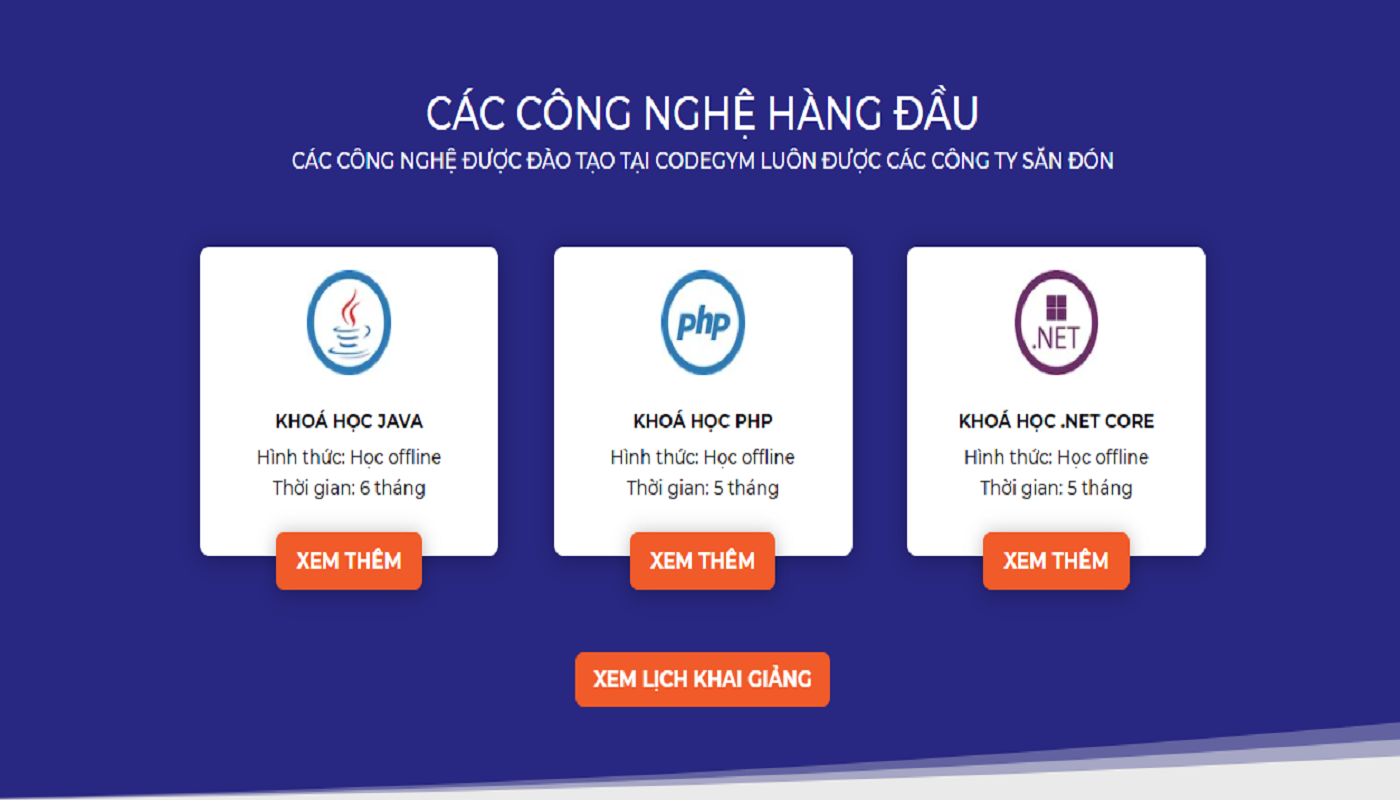 CÁC CÔNG NGHỆ HÀNG ĐẦU
CÁC CÔNG NGHỆ ĐƯỢC ĐÀO TẠO TẠI CODEGYM LUÔN ĐƯỢC CÁC CÔNG TY SĂN ĐÓN
KHOÁ HỌC JAVA
Hình thức: Học offline
Thời gian: 6 tháng
XEM THÊM
php
KHOÁ HỌC PHP
Hình thức: Học offline
Thời gian: 5 tháng
XEM THÊM
.NET
KHOÁ HỌC .NET CORE
Hình thức: Học offline
Thời gian: 5 tháng
XEM THÊM
XEM LỊCH KHAI GIẢNG